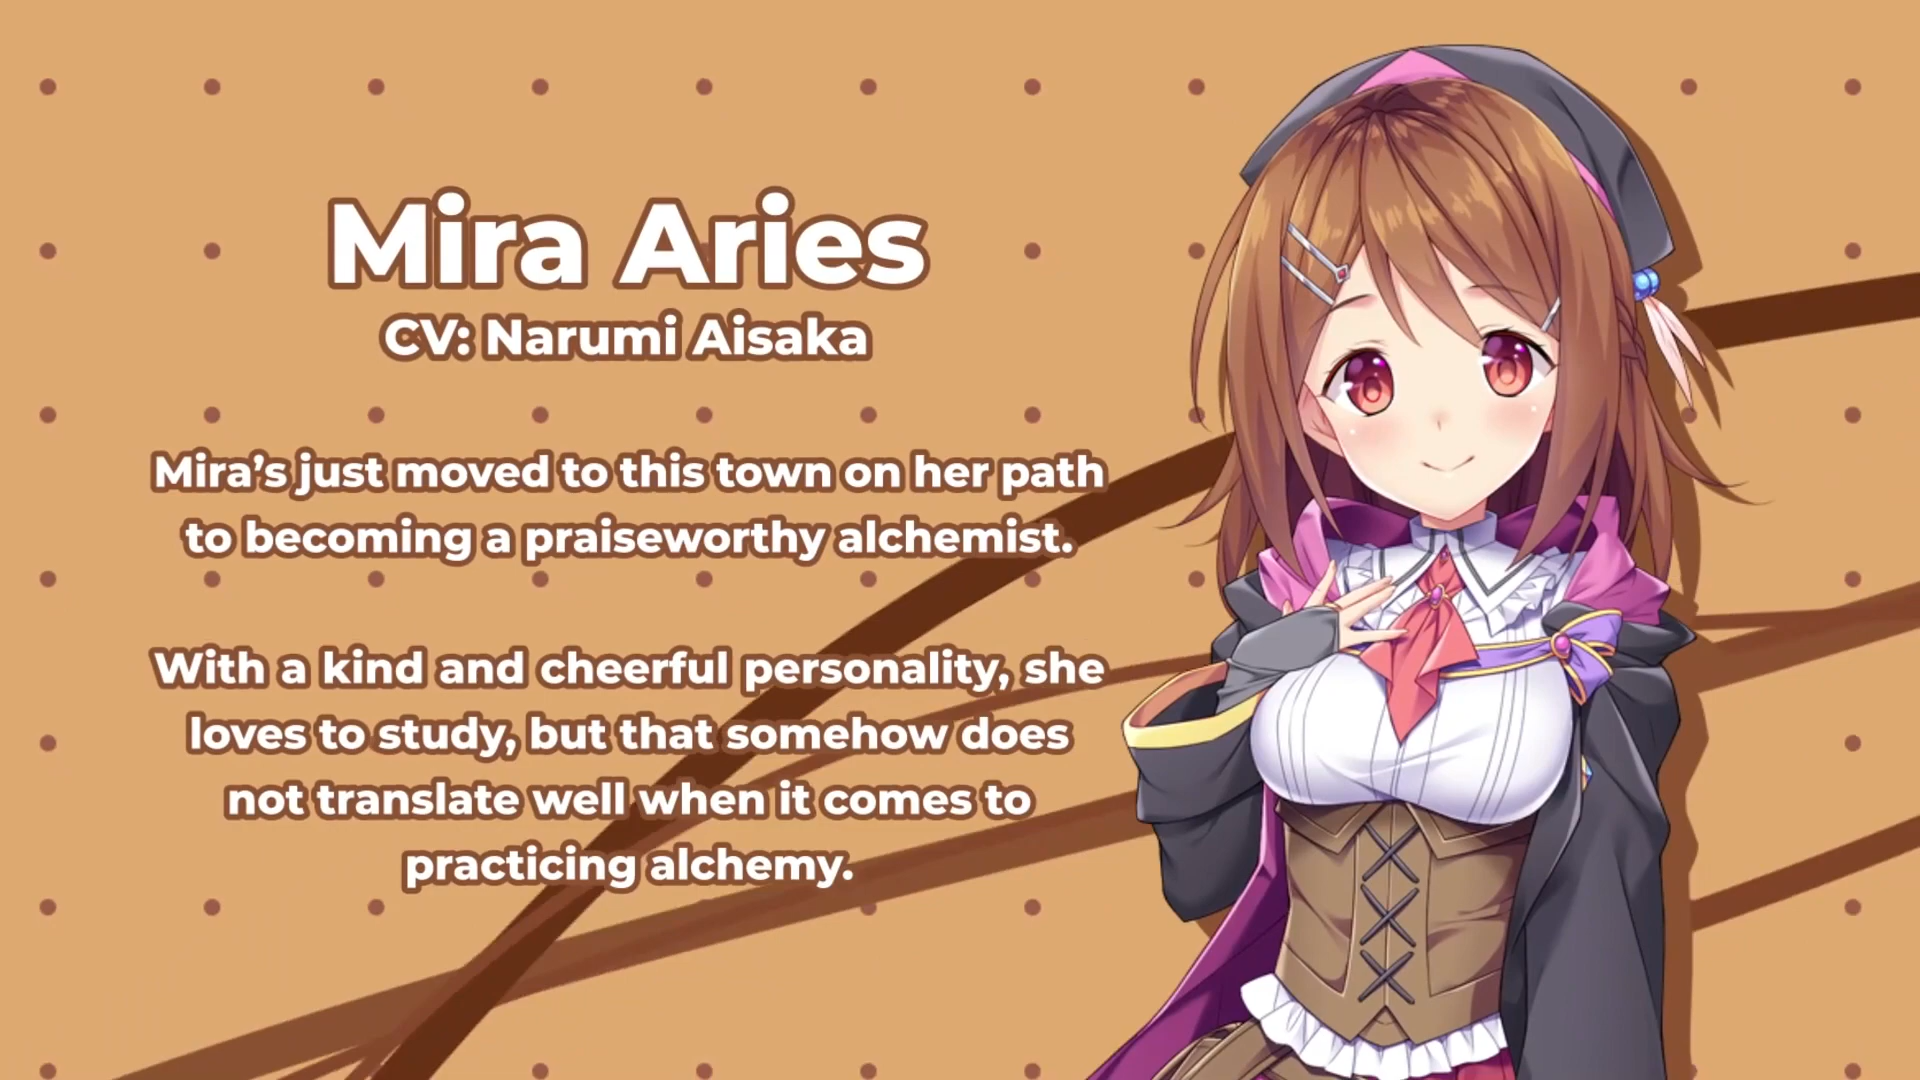 Mira Aries
CV: Narumi Aisaka
Mira’s just moved to this town on her path
to becoming a praiseworthy alchemist.
With a kind and cheerful personality, she
loves to study, but that somehow does
not translate well when it comes to
practicing alchemy.